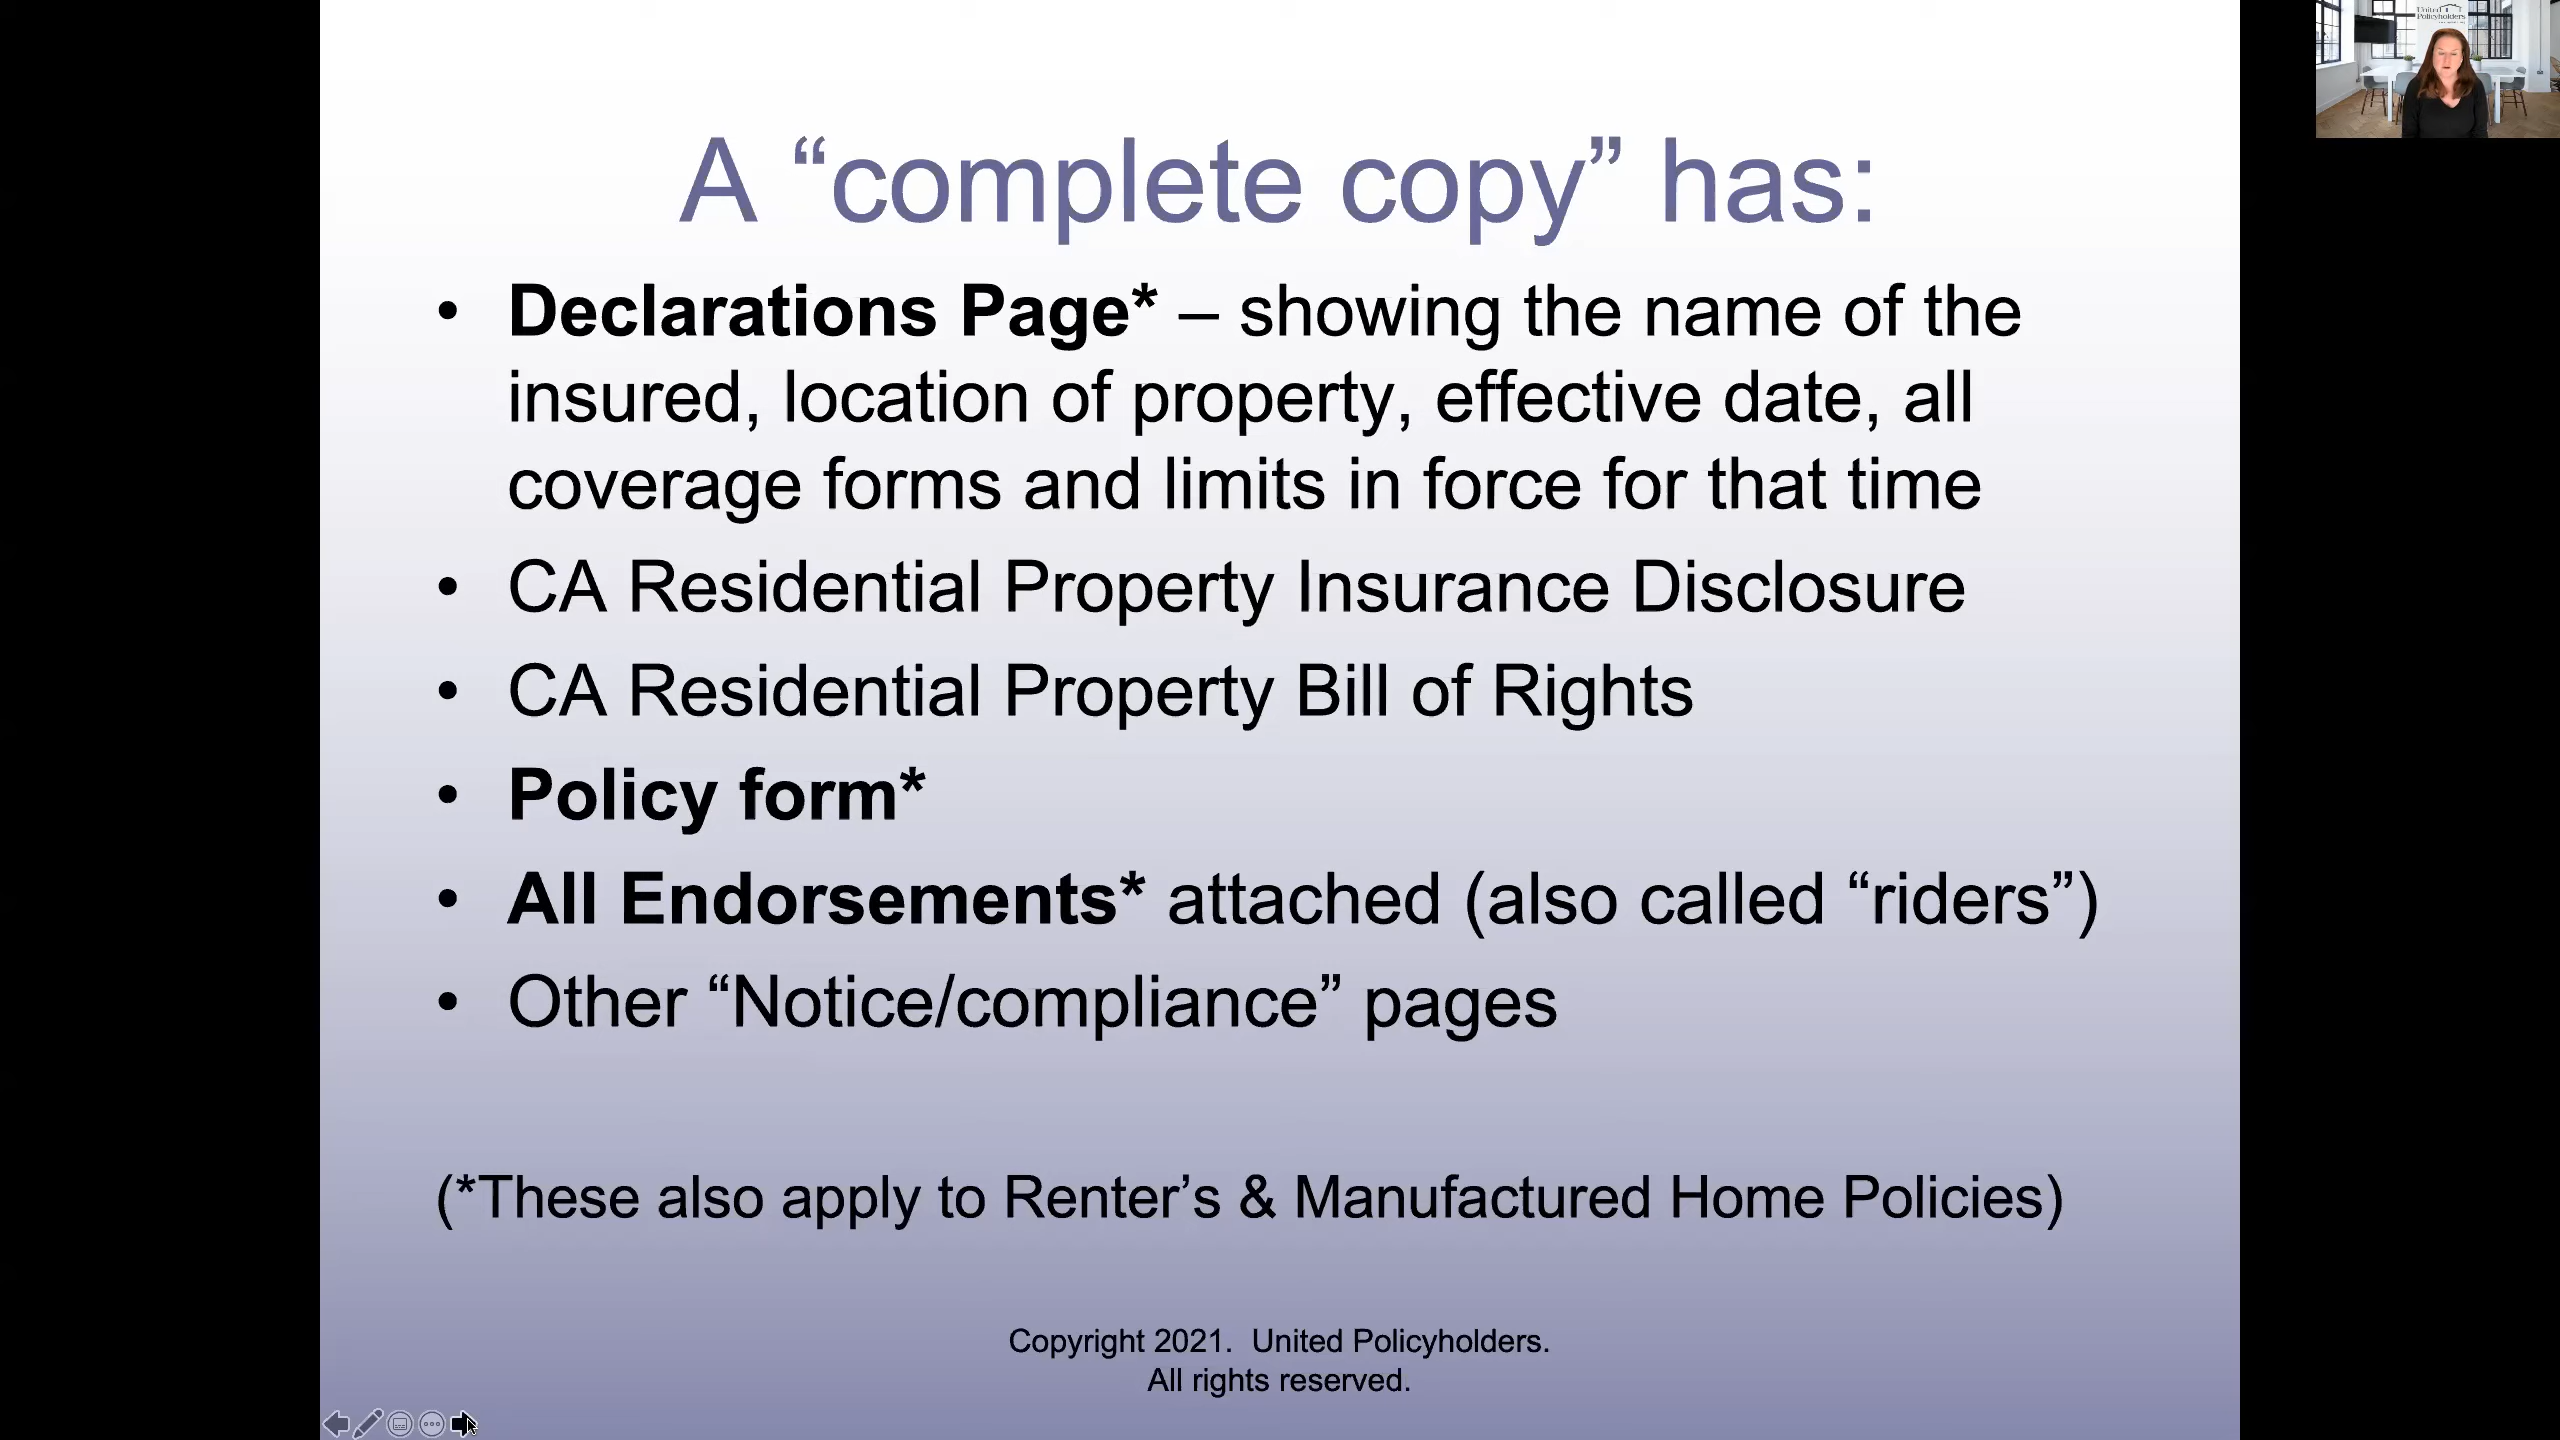 United
Policyholders
A “complete copy” has:
• Declarations Page* – showing the name of the
insured, location of property, effective date, all
coverage forms and limits in force for that time
• CA Residential Property Insurance Disclosure
• CA Residential Property Bill of Rights
• Policy form*
• All Endorsements* attached (also called “riders”)
• Other “Notice/compliance” pages
(*These also apply to Renter’s & Manufactured Home Policies)
Copyright 2021.  United Policyholders.
All rights reserved.